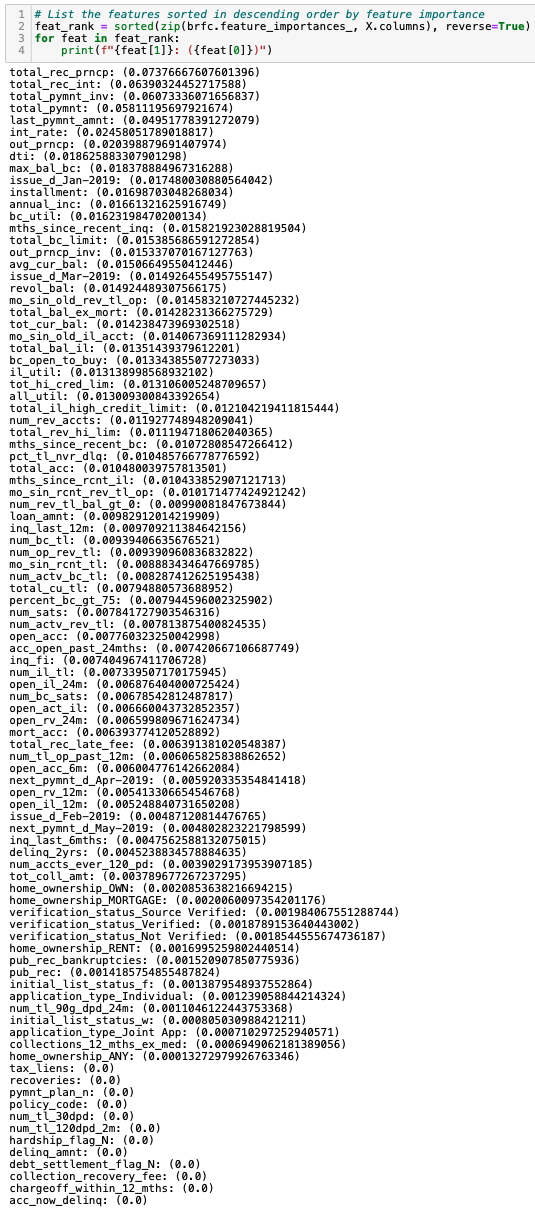 1 # List the features sorted in descending order by feature importance
2 feat_rank = sorted(zip(brfc.feature_importances_, X.columns), reverse=True)
3 for feat in feat_rank:
4 print(f"{feat[1]}: ({feat[0]})")
total_rec_prncp: (0.07376667607601396)
total_rec_int: (0.06390324452717588)
total_pymnt_inv: (0.06073336071656837)
total_pymnt: (0.05811195697921674)
last_pymnt_amnt: (0.04951778391272079)
int_rate: (0.02458051789018817)
out_prncp: (0.020398879691407974)
dti: (0.018625883307901298)
max_bal_bc: (0.018378884967316288)
issue_d_Jan-2019: (0.017480030880564042)
installment: (0.01698703048268034)
annual_inc: (0.01661321625916749)
bc_util: (0.01623198470200134)
mths_since_recent_inq: (0.015821923028819504)
total_bc_limit: (0.015385686591272854)
out_prncp_inv: (0.015337070167127763)
avg_cur_bal: (0.01506649550412446)
issue_d_Mar-2019: (0.014926455495755147)
revol_bal: (0.014924489307566175)
mo_sin_old_rev_tl_op: (0.014583210727445232)
total_bal_ex_mort: (0.01428231366275729)
tot_cur_bal: (0.014238473969302518)
mo_sin_old_il_acct: (0.014067369111282934)
total_bal_il: (0.01351439379612201)
bc_open_to_buy: (0.013343855077273033)
il_util: (0.013138998568932102)
tot_hi_cred_lim: (0.013106005248709657)
all_util: (0.013009300843392654)
total_il_high_credit_limit: (0.012104219411815444)
num_rev_accts: (0.011927748948209041)
total_rev_hi_lim: (0.011194718062040365)
mths_since_recent_bc: (0.01072808547266412)
pct_tl_nvr_dlq: (0.010485766778776592)
total_acc: (0.010480039757813501)
mths_since_rcnt_il: (0.010433852907121713)
mo_sin_rcnt_rev_tl_op: (0.010171477424921242)
num_rev_tl_bal_gt_0: (0.00990081847673844)
loan_amnt: (0.00982912014219909)
inq_last_12m: (0.009709211384642156)
num_bc_tl: (0.00939406635676521)
num_op_rev_tl: (0.009390960836832822)
mo_sin_rcnt_tl: (0.008883434647669785)
num_actv_bc_tl: (0.008287412625195438)
total_cu_tl: (0.00794880573688952)
percent_bc_gt_75: (0.007944596002325902)
num_sats: (0.007841727903546316)
num_actv_rev_tl: (0.007813875400824535)
open_acc: (0.007760323250042998)
acc_open_past_24mths: (0.007420667106687749)
inq_fi: (0.007404967411706728)
num_il_tl: (0.007339507170175945)
open_il_24m: (0.006876404000725424)
num_bc_sats: (0.00678542812487817)
open_act_il: (0.006660043732852357)
open_rv_24m: (0.006599809671624734)
mort_acc: (0.006393774120528892)
total_rec_late_fee: (0.006391381020548387)
num_tl_op_past_12m: (0.006065825838862652)
open_acc_6m: (0.006004776142662084)
next_pymnt_d_Apr-2019: (0.005920335354841418)
open_rv_12m: (0.005413306654546768)
open_il_12m: (0.005248840731650208)
issue_d_Feb-2019: (0.00487120814476765)
next_pymnt_d_May-2019: (0.004802823221798599)
inq_last_6mths: (0.0047562588132075015)
delinq_2yrs: (0.0045238834578884635)
num_accts_ever_120_pd: (0.0039029173953907185)
tot_coll_amt: (0.003789677267237295)
home_ownership_OWN: (0.0020853638216694215)
home_ownership_MORTGAGE: (0.0020060097354201176)
verification_status_Source Verified: (0.001984067551288744)
verification_status_Verified: (0.0018789153640443002)
verification_status_Not Verified: (0.0018544555674736187)
home_ownership_RENT: (0.0016995259802440514)
pub_rec_bankruptcies: (0.001520907850775936)
pub_rec: (0.0014185754855487824)
initial_list_status_f: (0.0013879548937552864)
application_type_Individual: (0.001239058844214324)
num_tl_90g_dpd_24m: (0.0011046122443753368)
initial_list_status_w: (0.000805030988421211)
application_type_Joint App: (0.000710297252940571)
collections_12_mths_ex_med: (0.0006949062181389056)
home_ownership_ANY: (0.00013272979926763346)
tax_liens: (0.0)
recoveries: (0.0)
pymnt_plan_n: (0.0)
policy_code: (0.0)
num_tl_30dpd: (0.0)
num_tl_120dpd_2m: (0.0)
hardship_flag_N: (0.0)
delinq_amnt: (0.0)
debt_settlement_flag_N: (0.0)
collection_recovery_fee: (0.0)
chargeoff_within_12_mths: (0.0)
acc_now_delinq: (0.0)